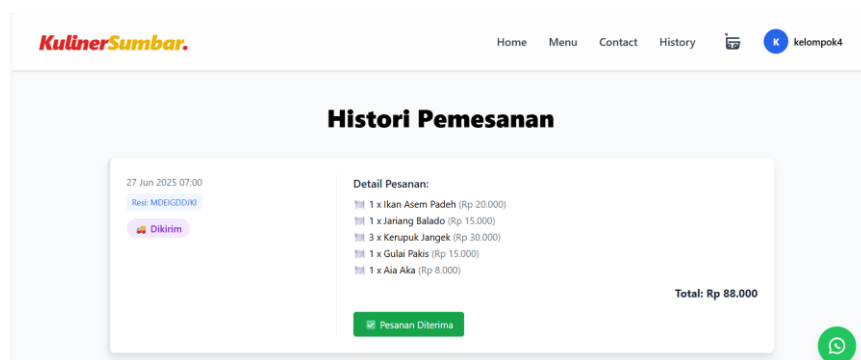 KulinerSumbar.
Home Menu Contact History K kelompok4
Histori Pemesanan
27 Jun 2025 07:00
Resi: MDEIGDDJKI
Dikirim
Detail Pesanan:
1 x Ikan Asem Padeh (Rp 20.000)
1 x Jariang Balado (Rp 15.000)
3 x Kerupuk Jangek (Rp 30.000)
1 x Gulai Pakis (Rp 15.000)
1 x Aia Aka (Rp 8.000)
Total: Rp 88.000
Pesanan Diterima